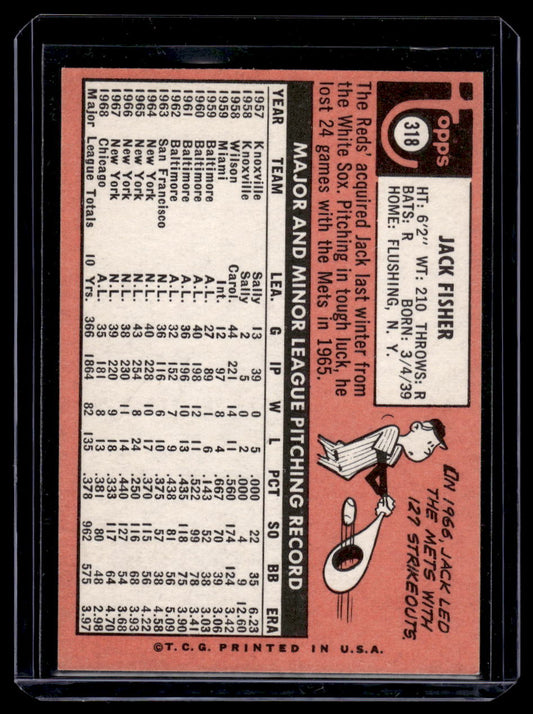 Topps
318
JACK FISHER
HT: 6'2" WT: 210 THROWS: R
BATS: R BORN: 3/4/39
HOME: FLUSHING, N. Y.
The Reds' acquired Jack last winter from
the White Sox. Pitching in tough luck, he
lost 24 games with the Mets in 1965.
ON 1966, JACK LED
THE METS WITH
127 STRIKEOUTS.
MAJOR AND MINOR LEAGUE PITCHING RECORD
YEAR TEAM LEA. G IP W L PCT SO BB ERA
1957 Knoxville Sally 13 39 0 5 .000 22 35 6.23
1958 Knoxville Sally 2 5 0 2 .000 4 9 12.60
1958 Wilson Carol. 44 221 14 11 .560 174 124 3.42
1959 Miami Int. 12 97 8 4 .667 70 39 3.06
1959 Baltimore A.L. 27 89 1 6 .143 52 38 3.03
1960 Baltimore A.L. 40 198 12 11 .522 99 78 3.41
1961 Baltimore A.L. 36 196 10 13 .435 118 75 3.90
1962 Baltimore A.L. 32 152 7 9 .438 81 56
1963 San Francisco N.L. 36 116 6 10 .375 57 38 4.58
1964 New York N.L. 40 228 10 17 .370 115 56 4.22
1965 New York N.L. 43 254 8 24 .250 116 68 3.93
1966 New York N.L. 38 230 11 14 .440 127 54 3.68
1967 New York N.L. 39 220 9 18 .333 117 64 4.70
1968 Chicago A.L. 35 181 8 13 .381 80 48 2.98
Major League Totals 10 Yrs. 366 1864 82 135 .378 962 575 3.97
©T.C.G. PRINTED IN U.S.A.